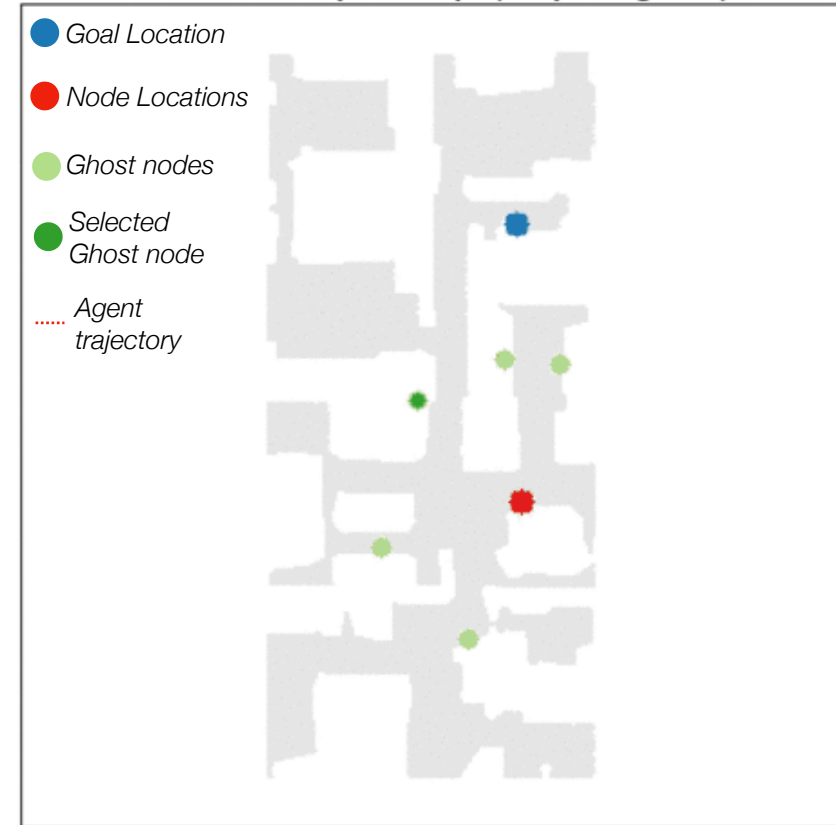 Goal Location
Node Locations
Ghost nodes
Selected
Ghost node
Agent
trajectory